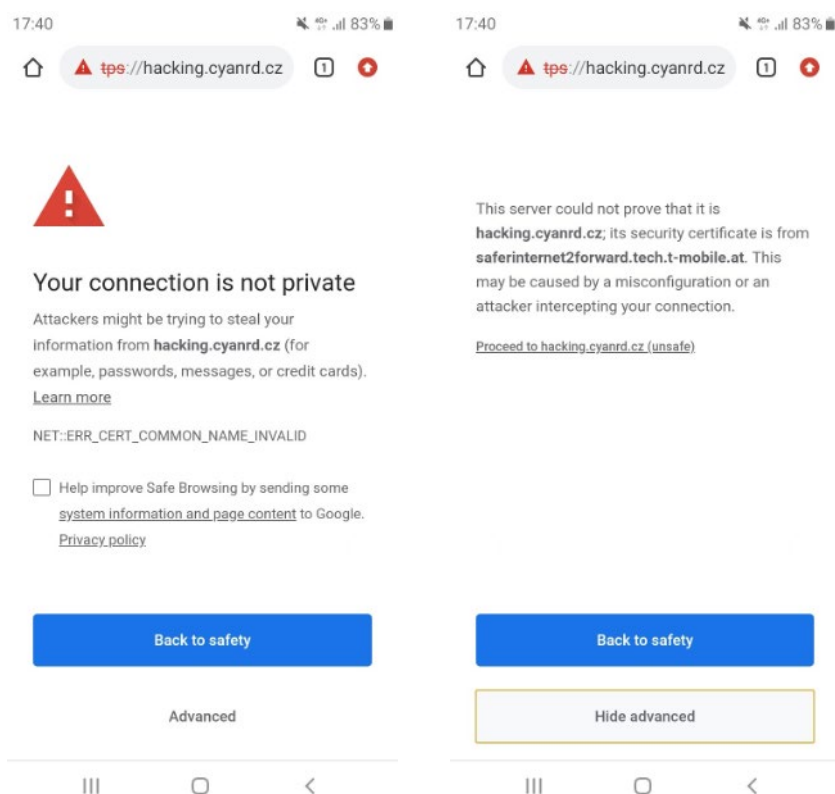 17:40
4G+ 83%
tps://hacking.cyanrd.cz
1
Your connection is not private
Attackers might be trying to steal your
information from hacking.cyanrd.cz (for
example, passwords, messages, or credit cards).
Learn more
NET::ERR_CERT_COMMON_NAME_INVALID
Help improve Safe Browsing by sending some
system information and page content to Google.
Privacy policy
Back to safety
Advanced
17:40
4G+ 83%
tps://hacking.cyanrd.cz
1
This server could not prove that it is
hacking.cyanrd.cz; its security certificate is from
saferinternet2forward.tech.t-mobile.at. This
may be caused by a misconfiguration or an
attacker intercepting your connection.
Proceed to hacking.cyanrd.cz (unsafe)
Back to safety
Hide advanced